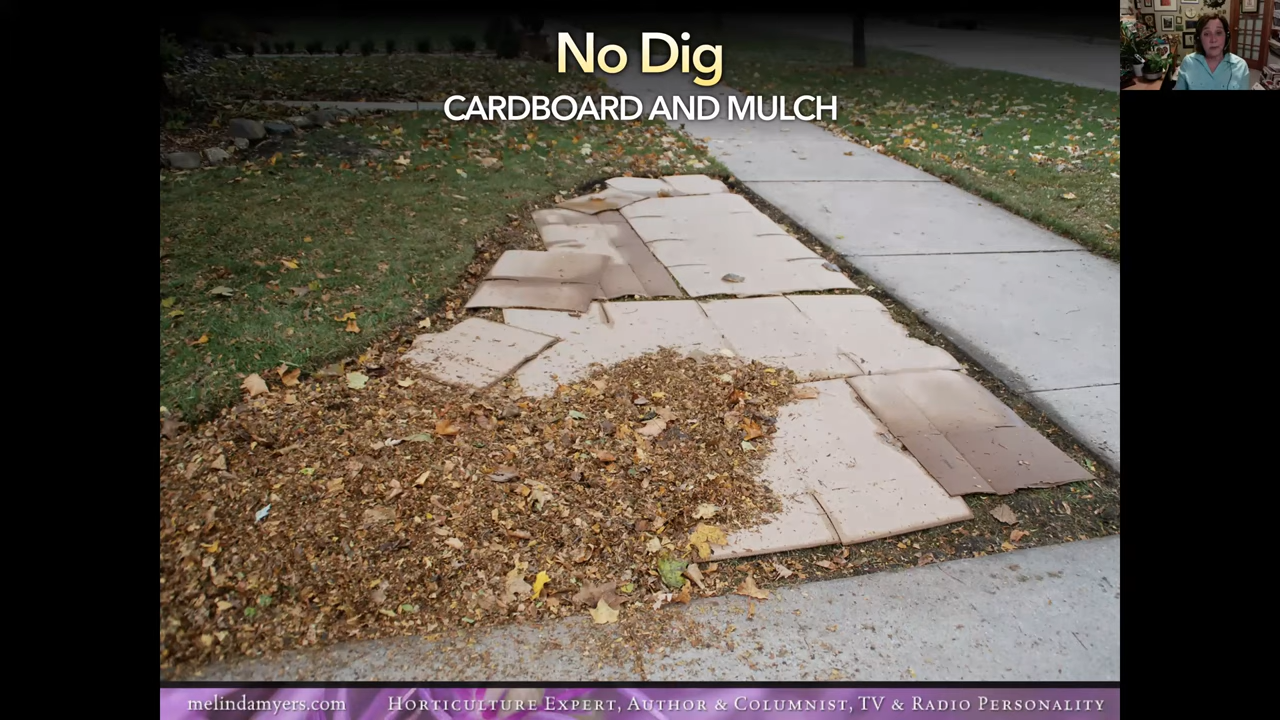 No Dig
CARDBOARD AND MULCH
melindamyers.com HORTICULTURE EXPERT, AUTHOR & COLUMNIST, TV & RADIO PERSONALITY